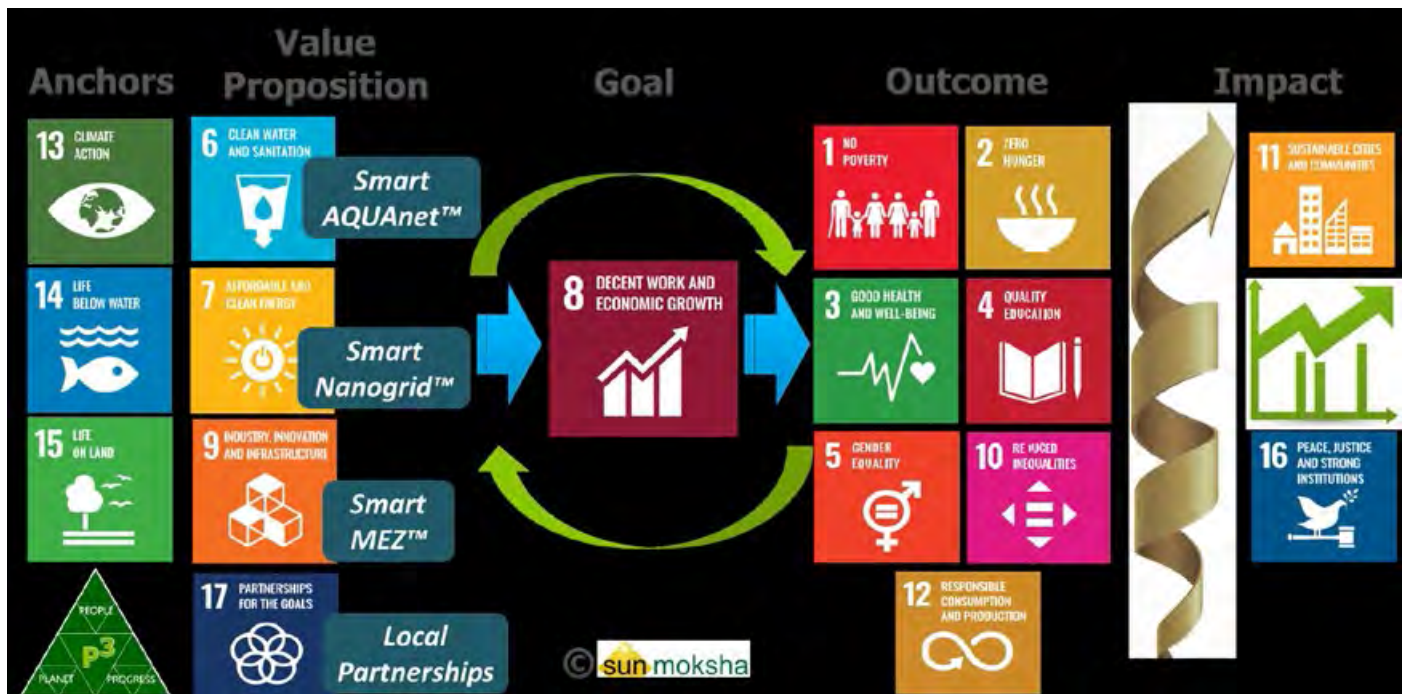 Anchors
Value
Proposition
Goal
Outcome
Impact
13 CLIMATE
ACTION
6 CLEAN WATER
AND SANITATION
Smart
AQUAnet™
14 LIFE
BELOW WATER
7 AFFORDABLE AND
CLEAN ENERGY
Smart
Nanogrid™
15 LIFE
ON LAND
9 INDUSTRY, INNOVATION
AND INFRASTRUCTURE
Smart
MEZ™
PEOPLE
P³
PLANET
PROGRESS
17 PARTNERSHIPS
FOR THE GOALS
Local
Partnerships
8 DECENT WORK AND
ECONOMIC GROWTH
© sun moksha
1 NO
POVERTY
2 ZERO
HUNGER
3 GOOD HEALTH
AND WELL-BEING
4 QUALITY
EDUCATION
5 GENDER
EQUALITY
10 REDUCED
INEQUALITIES
12 RESPONSIBLE
CONSUMPTION
AND PRODUCTION
11 SUSTAINABLE CITIES
AND COMMUNITIES
16 PEACE, JUSTICE
AND STRONG
INSTITUTIONS